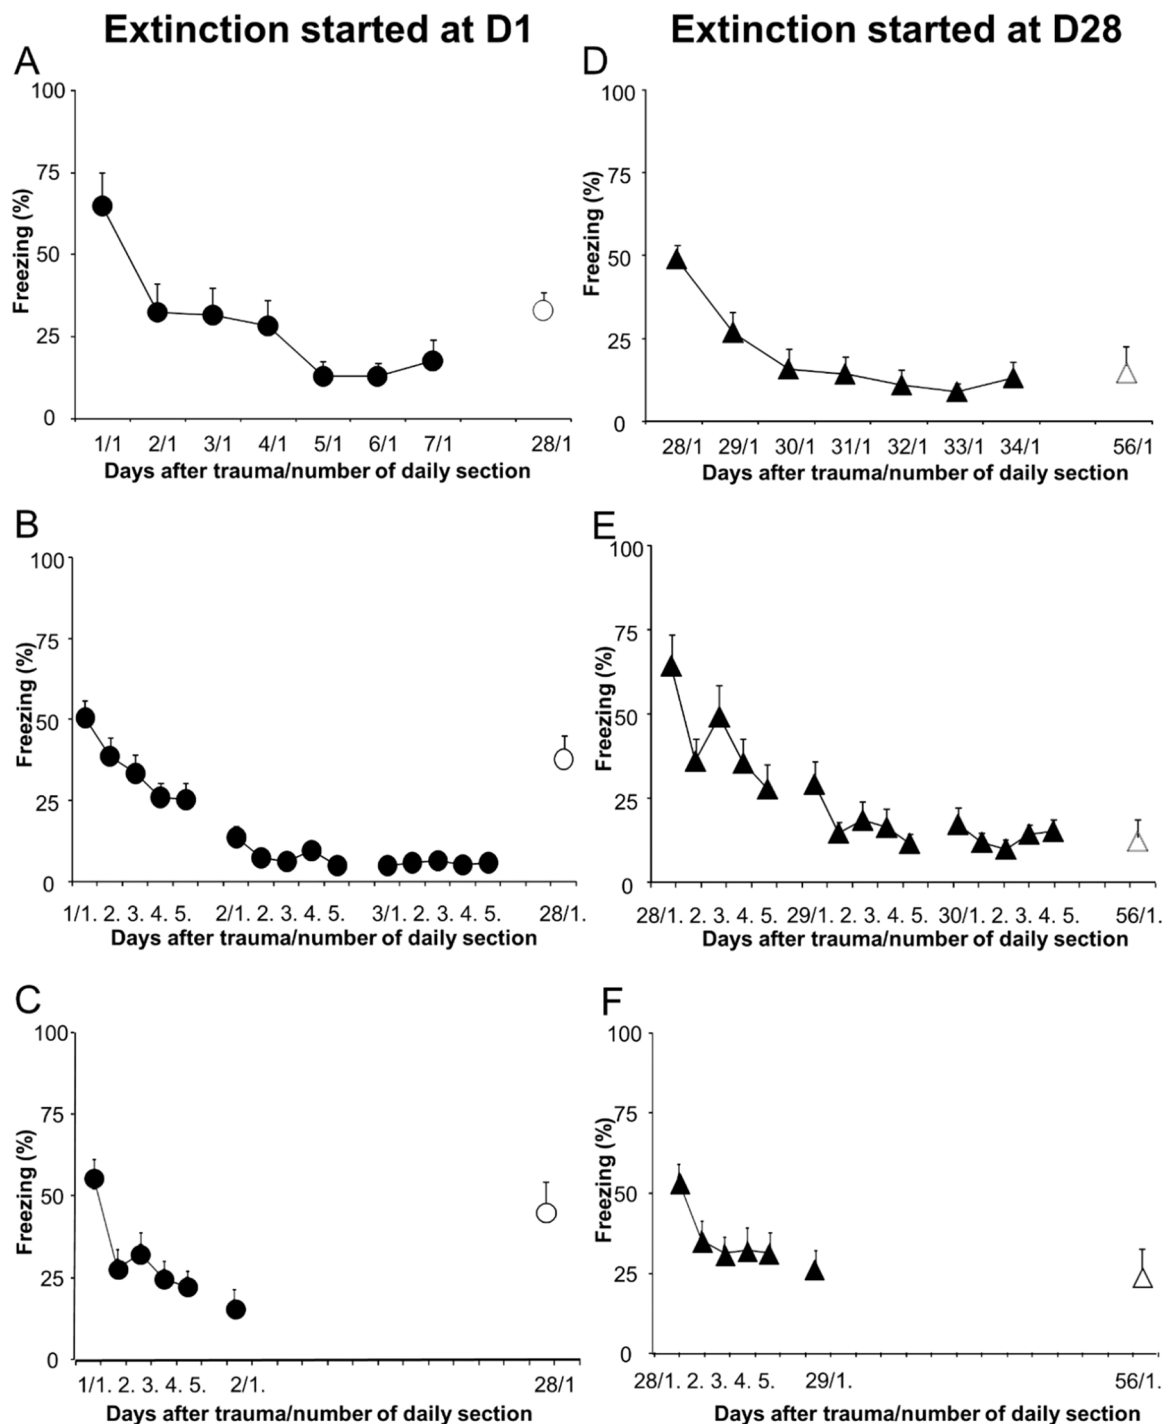 Extinction started at D1
Extinction started at D28
A
100
75
50
25
0
Freezing (%)
1/1 2/1 3/1 4/1 5/1 6/1 7/1 28/1
Days after trauma/number of daily section
D
100
75
50
25
0
Freezing (%)
28/1 29/1 30/1 31/1 32/1 33/1 34/1 56/1
Days after trauma/number of daily section
B
100
75
50
25
0
Freezing (%)
1/1. 2. 3. 4. 5. 2/1. 2. 3. 4. 5. 3/1. 2. 3. 4. 5. 28/1.
Days after trauma/number of daily section
E
100
75
50
25
0
Freezing (%)
28/1. 2. 3. 4. 5. 29/1. 2. 3. 4. 5. 30/1. 2. 3. 4. 5. 56/1.
Days after trauma/number of daily section
C
100
75
50
25
0
Freezing (%)
1/1. 2. 3. 4. 5. 2/1. 28/1
Days after trauma/number of daily section
F
100
75
50
25
0
Freezing (%)
28/1. 2. 3. 4. 5. 29/1. 56/1.
Days after trauma/number of daily section